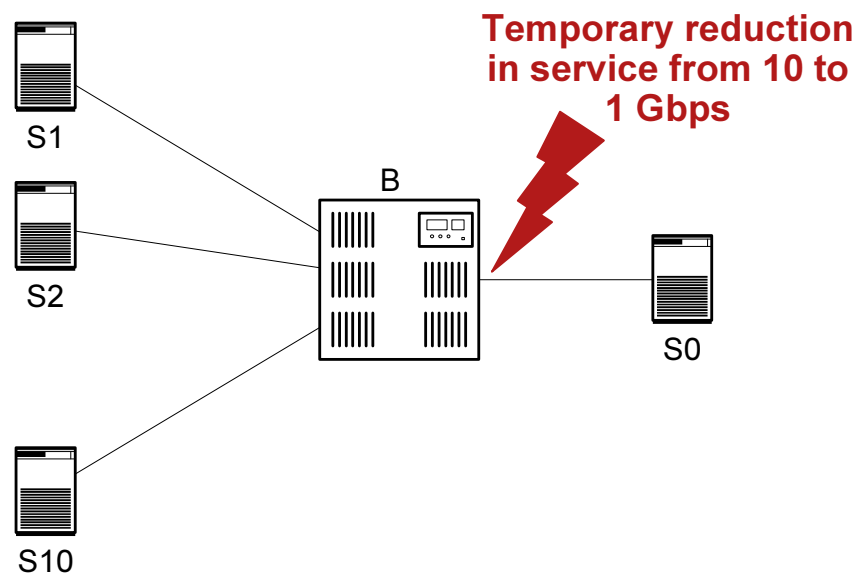 Temporary reduction
in service from 10 to
1 Gbps
S1
B
S2
S0
S10